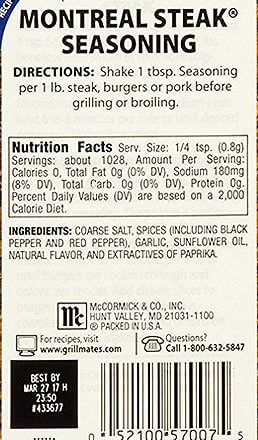 RECIP
MONTREAL STEAK®
SEASONING
DIRECTIONS: Shake 1 tbsp. Seasoning
per 1 lb. steak, burgers or pork before
grilling or broiling.
Nutrition Facts Serv. Size: 1/4 tsp. (0.8g)
Servings: about 1028, Amount Per Serving:
Calories 0, Total Fat 0g (0% DV), Sodium 180mg
(8% DV), Total Carb. 0g (0% DV), Protein 0g.
Percent Daily Values (DV) are based on a 2,000
Calorie Diet.
INGREDIENTS: COARSE SALT, SPICES (INCLUDING BLACK
PEPPER AND RED PEPPER), GARLIC, SUNFLOWER OIL,
NATURAL FLAVOR, AND EXTRACTIVES OF PAPRIKA.
Mc
McCORMICK & CO., INC.
HUNT VALLEY, MD 21031-1100
® PACKED IN U.S.A.
For recipes, visit
www.grillmates.com
Questions?
Call 1-800-632-5847
BEST BY
MAR 27 17 H
23:50
#435677
0 52100 57007 5